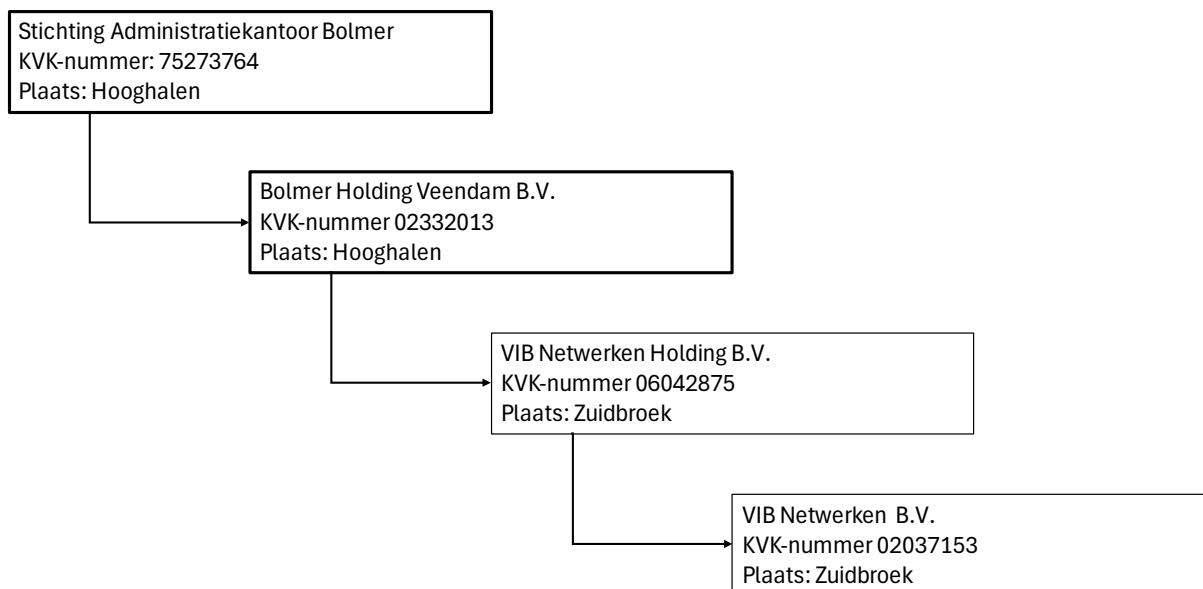 Stichting Administratiekantoor Bolmer
KVK-nummer: 75273764
Plaats: Hooghalen
Bolmer Holding Veendam B.V.
KVK-nummer 02332013
Plaats: Hooghalen
VIB Netwerken Holding B.V.
KVK-nummer 06042875
Plaats: Zuidbroek
VIB Netwerken B.V.
KVK-nummer 02037153
Plaats: Zuidbroek